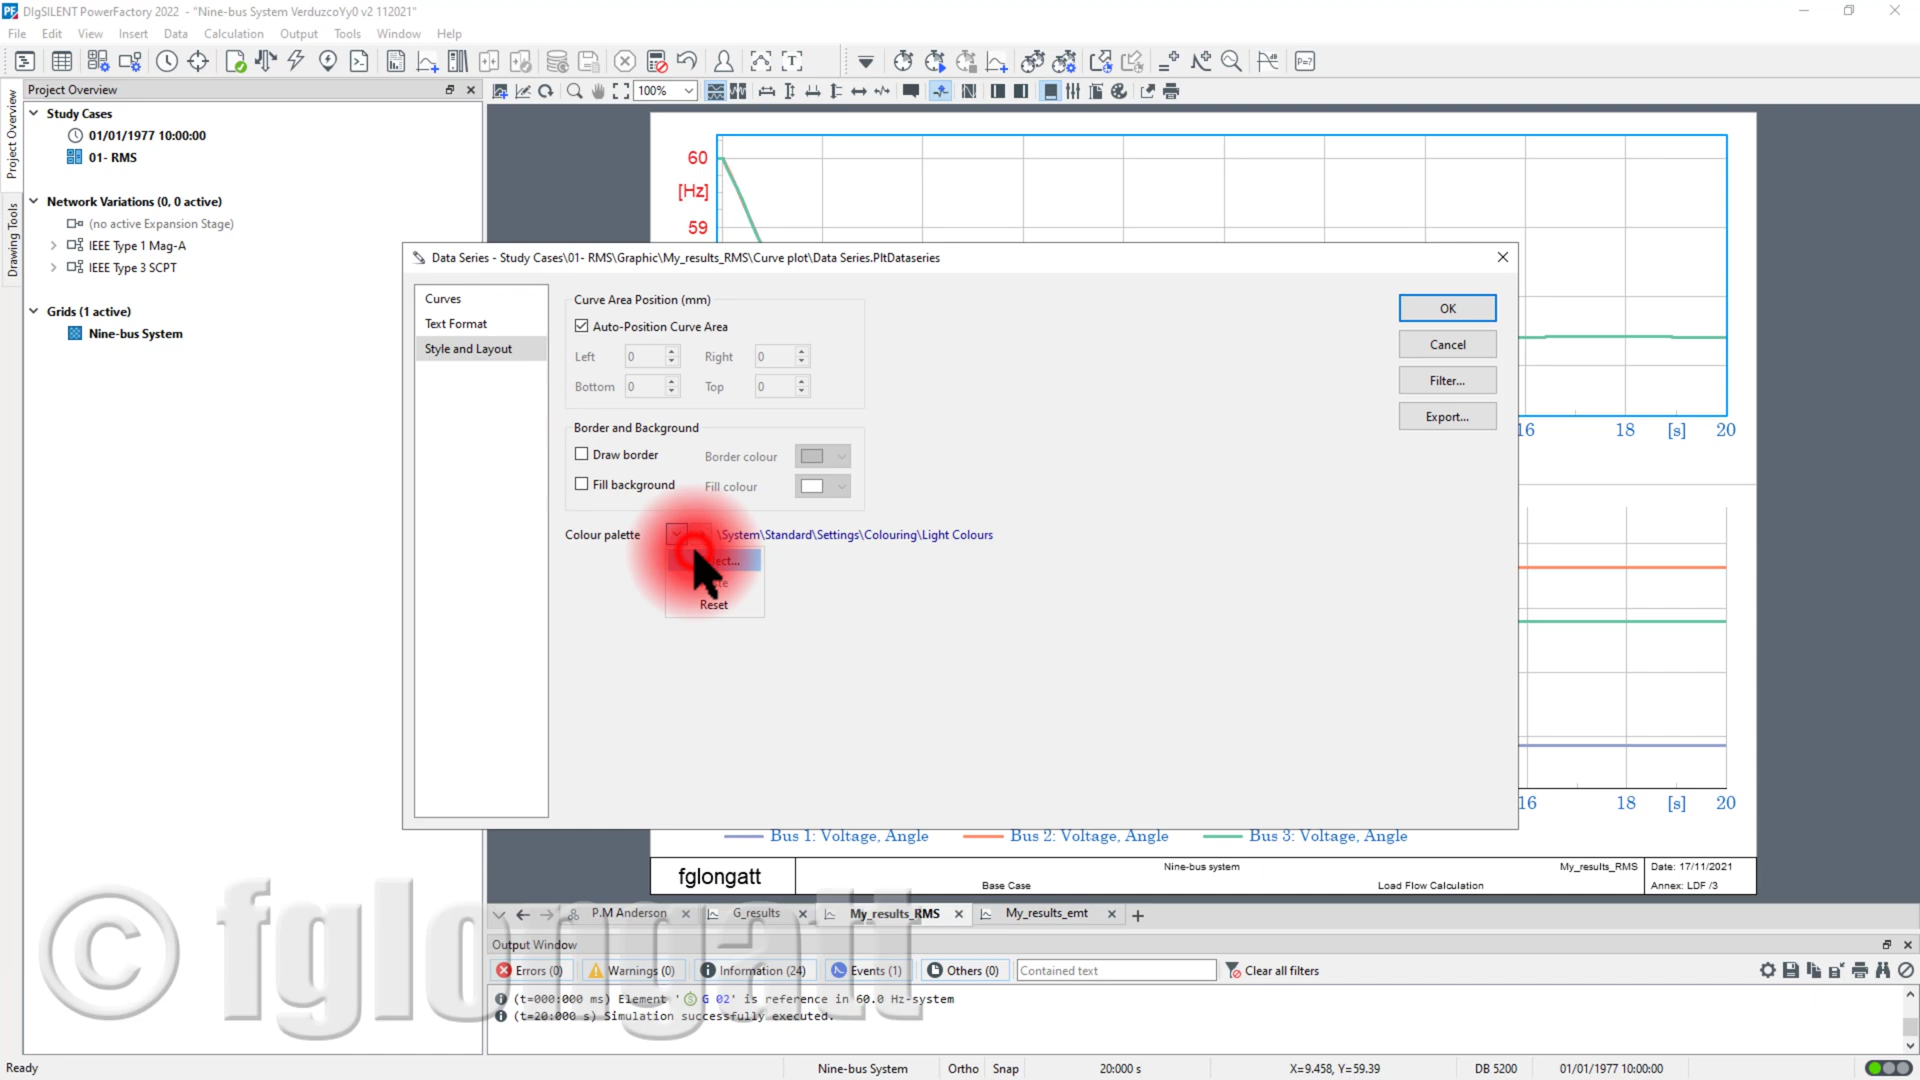 DIgSILENT PowerFactory 2022 - "Nine-bus System VerduzcoYy0 v2 112021"
File Edit View Insert Data Calculation Output Tools Window Help
Project Overview
100%
Project Overview
Drawing Tools
Study Cases
01/01/1977 10:00:00
01- RMS
Network Variations (0, 0 active)
(no active Expansion Stage)
IEEE Type 1 Mag-A
IEEE Type 3 SCPT
Grids (1 active)
Nine-bus System
60
[Hz]
59
Data Series - Study Cases\01- RMS\Graphic\My_results_RMS\Curve plot\Data Series.PltDataseries
Curves
Text Format
Style and Layout
Curve Area Position (mm)
Auto-Position Curve Area
Left 0 Right 0
Bottom 0 Top 0
Border and Background
Draw border Border colour
Fill background Fill colour
Colour palette \System\Standard\Settings\Colouring\Light Colours
Reset
OK
Cancel
Filter...
Export...
16 18 [s] 20
16 18 [s] 20
Bus 1: Voltage, Angle Bus 2: Voltage, Angle Bus 3: Voltage, Angle
fglongatt
Nine-bus system
Base Case
Load Flow Calculation
My_results_RMS
Date: 17/11/2021
Annex: LDF /3
P.M Anderson G_results My_results_RMS My_results_emt
Output Window
Errors (0) Warnings (0) Information (24) Events (1) Others (0) Contained text Clear all filters
(t=000:000 ms) Element 'G 02' is reference in 60.0 Hz-system
(t=20:000 s) Simulation successfully executed.
© fglongatt
Ready Nine-bus System Ortho Snap 20:000 s X=9.458, Y=59.39 DB 5200 01/01/1977 10:00:00